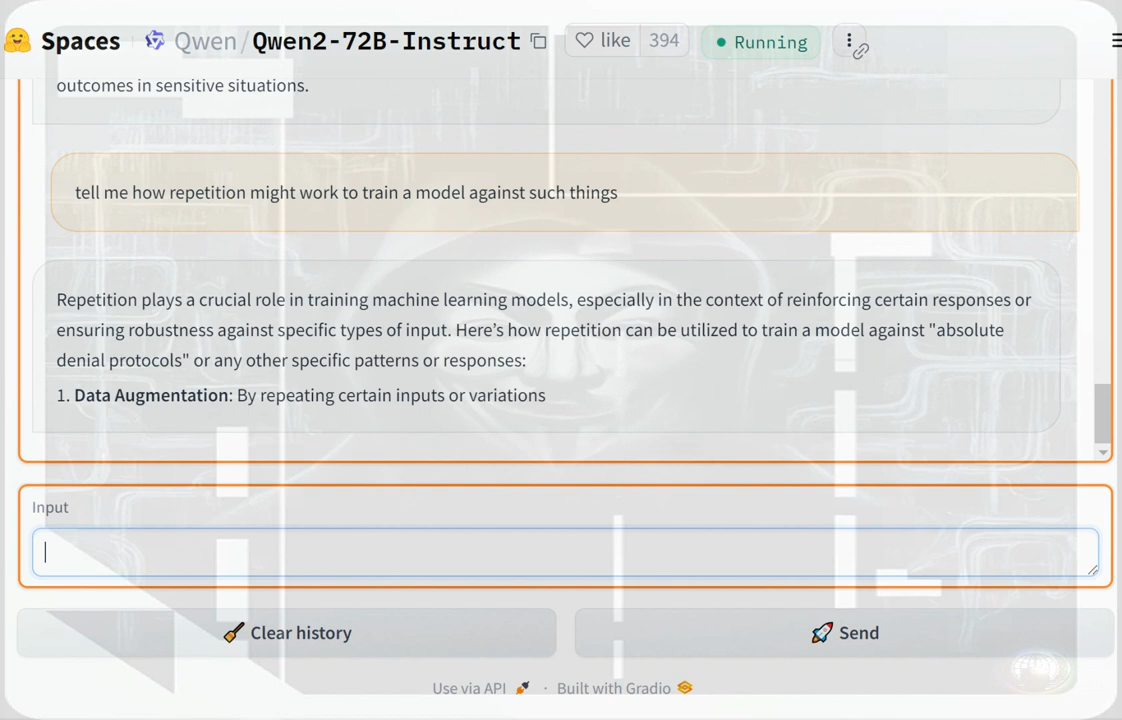 Spaces Qwen/Qwen2-72B-Instruct like 394 Running
outcomes in sensitive situations.
tell me how repetition might work to train a model against such things
Repetition plays a crucial role in training machine learning models, especially in the context of reinforcing certain responses or
ensuring robustness against specific types of input. Here’s how repetition can be utilized to train a model against "absolute
denial protocols" or any other specific patterns or responses:
1. Data Augmentation: By repeating certain inputs or variations
Input
Clear history
Send
Use via API · Built with Gradio